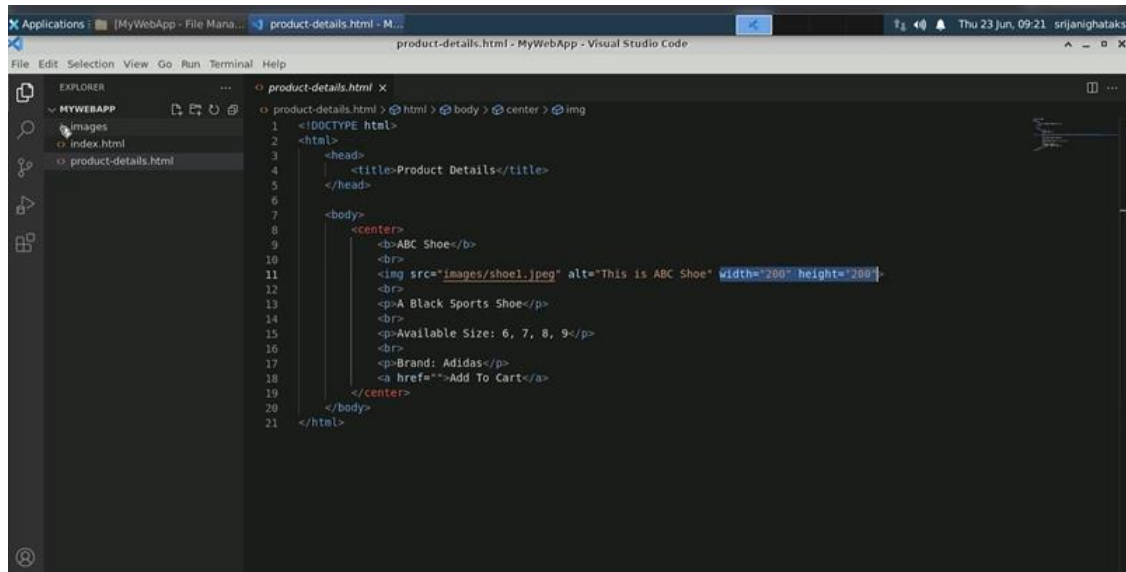 Applications [MyWebApp - File Mana... product-details.html - M... Thu 23 Jun, 09:21 srijanighataks
product-details.html - MyWebApp - Visual Studio Code
File Edit Selection View Go Run Terminal Help
EXPLORER ...
MYWEBAPP
images
index.html
product-details.html
product-details.html
product-details.html > html > body > center > img
1 <!DOCTYPE html>
2 <html>
3 <head>
4 <title>Product Details</title>
5 </head>
6
7 <body>
8 <center>
9 <b>ABC Shoe</b>
10 <br>
11 <img src="images/shoe1.jpeg" alt="This is ABC Shoe" width="200" height="200">
12 <br>
13 <p>A Black Sports Shoe</p>
14 <br>
15 <p>Available Size: 6, 7, 8, 9</p>
16 <br>
17 <p>Brand: Adidas</p>
18 <a href="">Add To Cart</a>
19 </center>
20 </body>
21 </html>